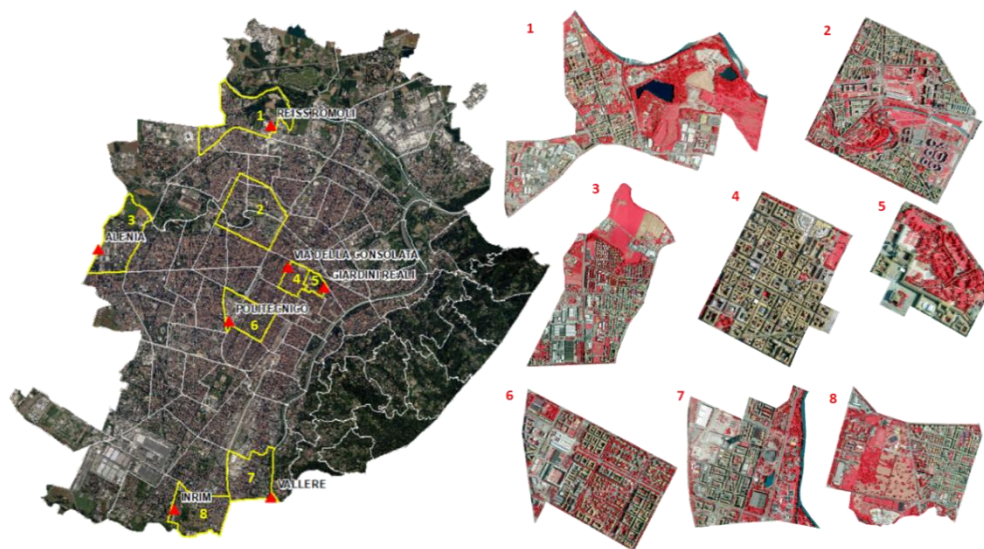 1
REISS ROMOLI
2
3
ALENIA
VIA DELLA CONSOLATA
4
5
GIARDINI REALI
POLITECNICO
6
7
VALLERE
INRIM
8
1
2
3
4
5
6
7
8